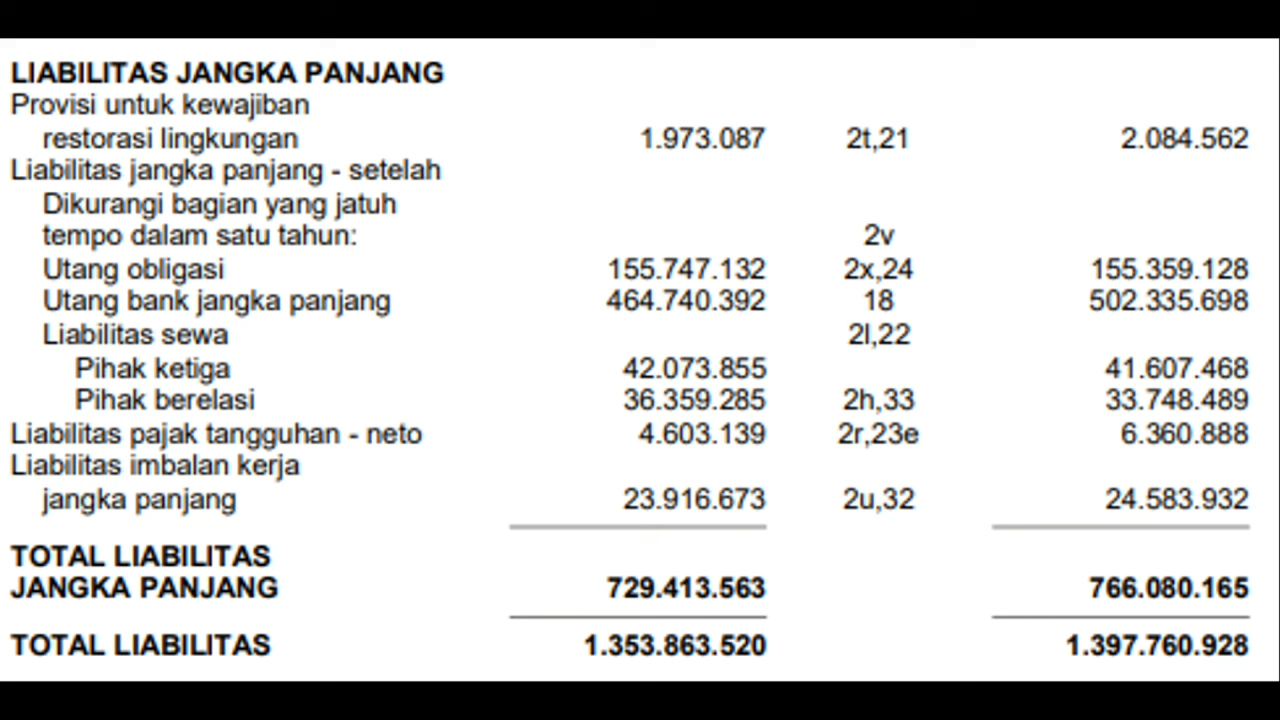 LIABILITAS JANGKA PANJANG
Provisi untuk kewajiban
restorasi lingkungan 1.973.087 2t,21 2.084.562
Liabilitas jangka panjang - setelah
Dikurangi bagian yang jatuh
tempo dalam satu tahun: 2v
Utang obligasi 155.747.132 2x,24 155.359.128
Utang bank jangka panjang 464.740.392 18 502.335.698
Liabilitas sewa 2l,22
Pihak ketiga 42.073.855 41.607.468
Pihak berelasi 36.359.285 2h,33 33.748.489
Liabilitas pajak tangguhan - neto 4.603.139 2r,23e 6.360.888
Liabilitas imbalan kerja
jangka panjang 23.916.673 2u,32 24.583.932
TOTAL LIABILITAS
JANGKA PANJANG 729.413.563 766.080.165
TOTAL LIABILITAS 1.353.863.520 1.397.760.928